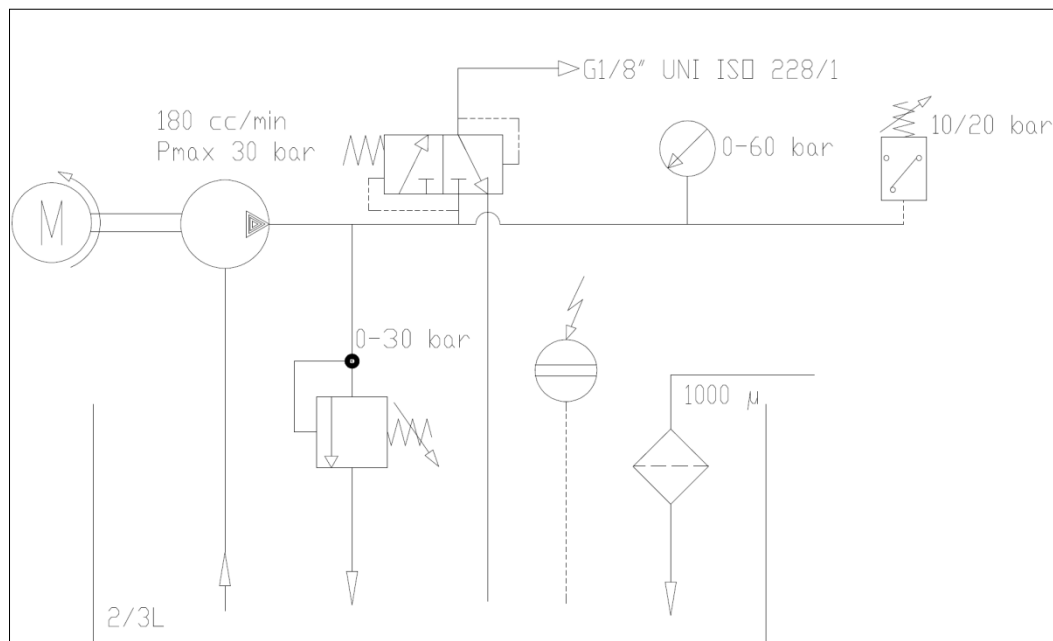 G1/8" UNI ISO 228/1
180 cc/min
Pmax 30 bar
10/20 bar
0-60 bar
M
0-30 bar
1000 μ
2/3L